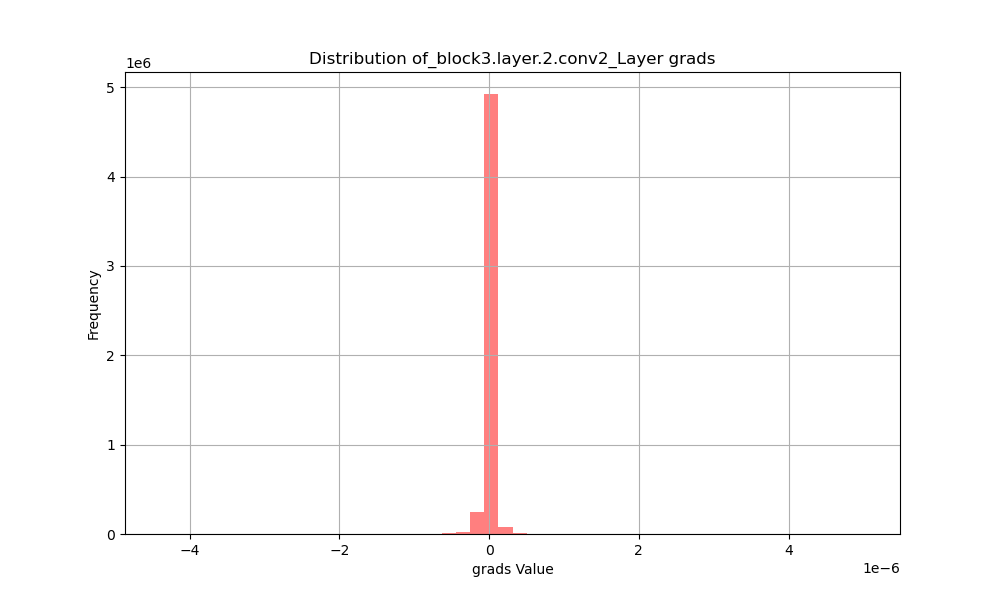 Distribution of_block3.layer.2.conv2_Layer grads
1e6
5
4
3
2
1
0
Frequency
−4
−2
0
2
4
grads Value
1e−6